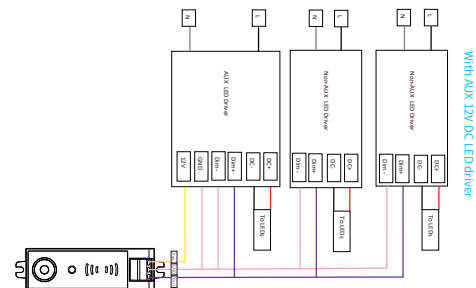 N
L
N
L
N
L
AUX LED Driver
Non-AUX LED Driver
Non-AUX LED Driver
With AUX 12V DC LED driver
12V
GND
Dim-
Dim+
DC-
DC+
Dim -
Dim+
DC-
DC+
Dim -
Dim+
DC-
DC+
To LEDs
To LEDs
To LEDs